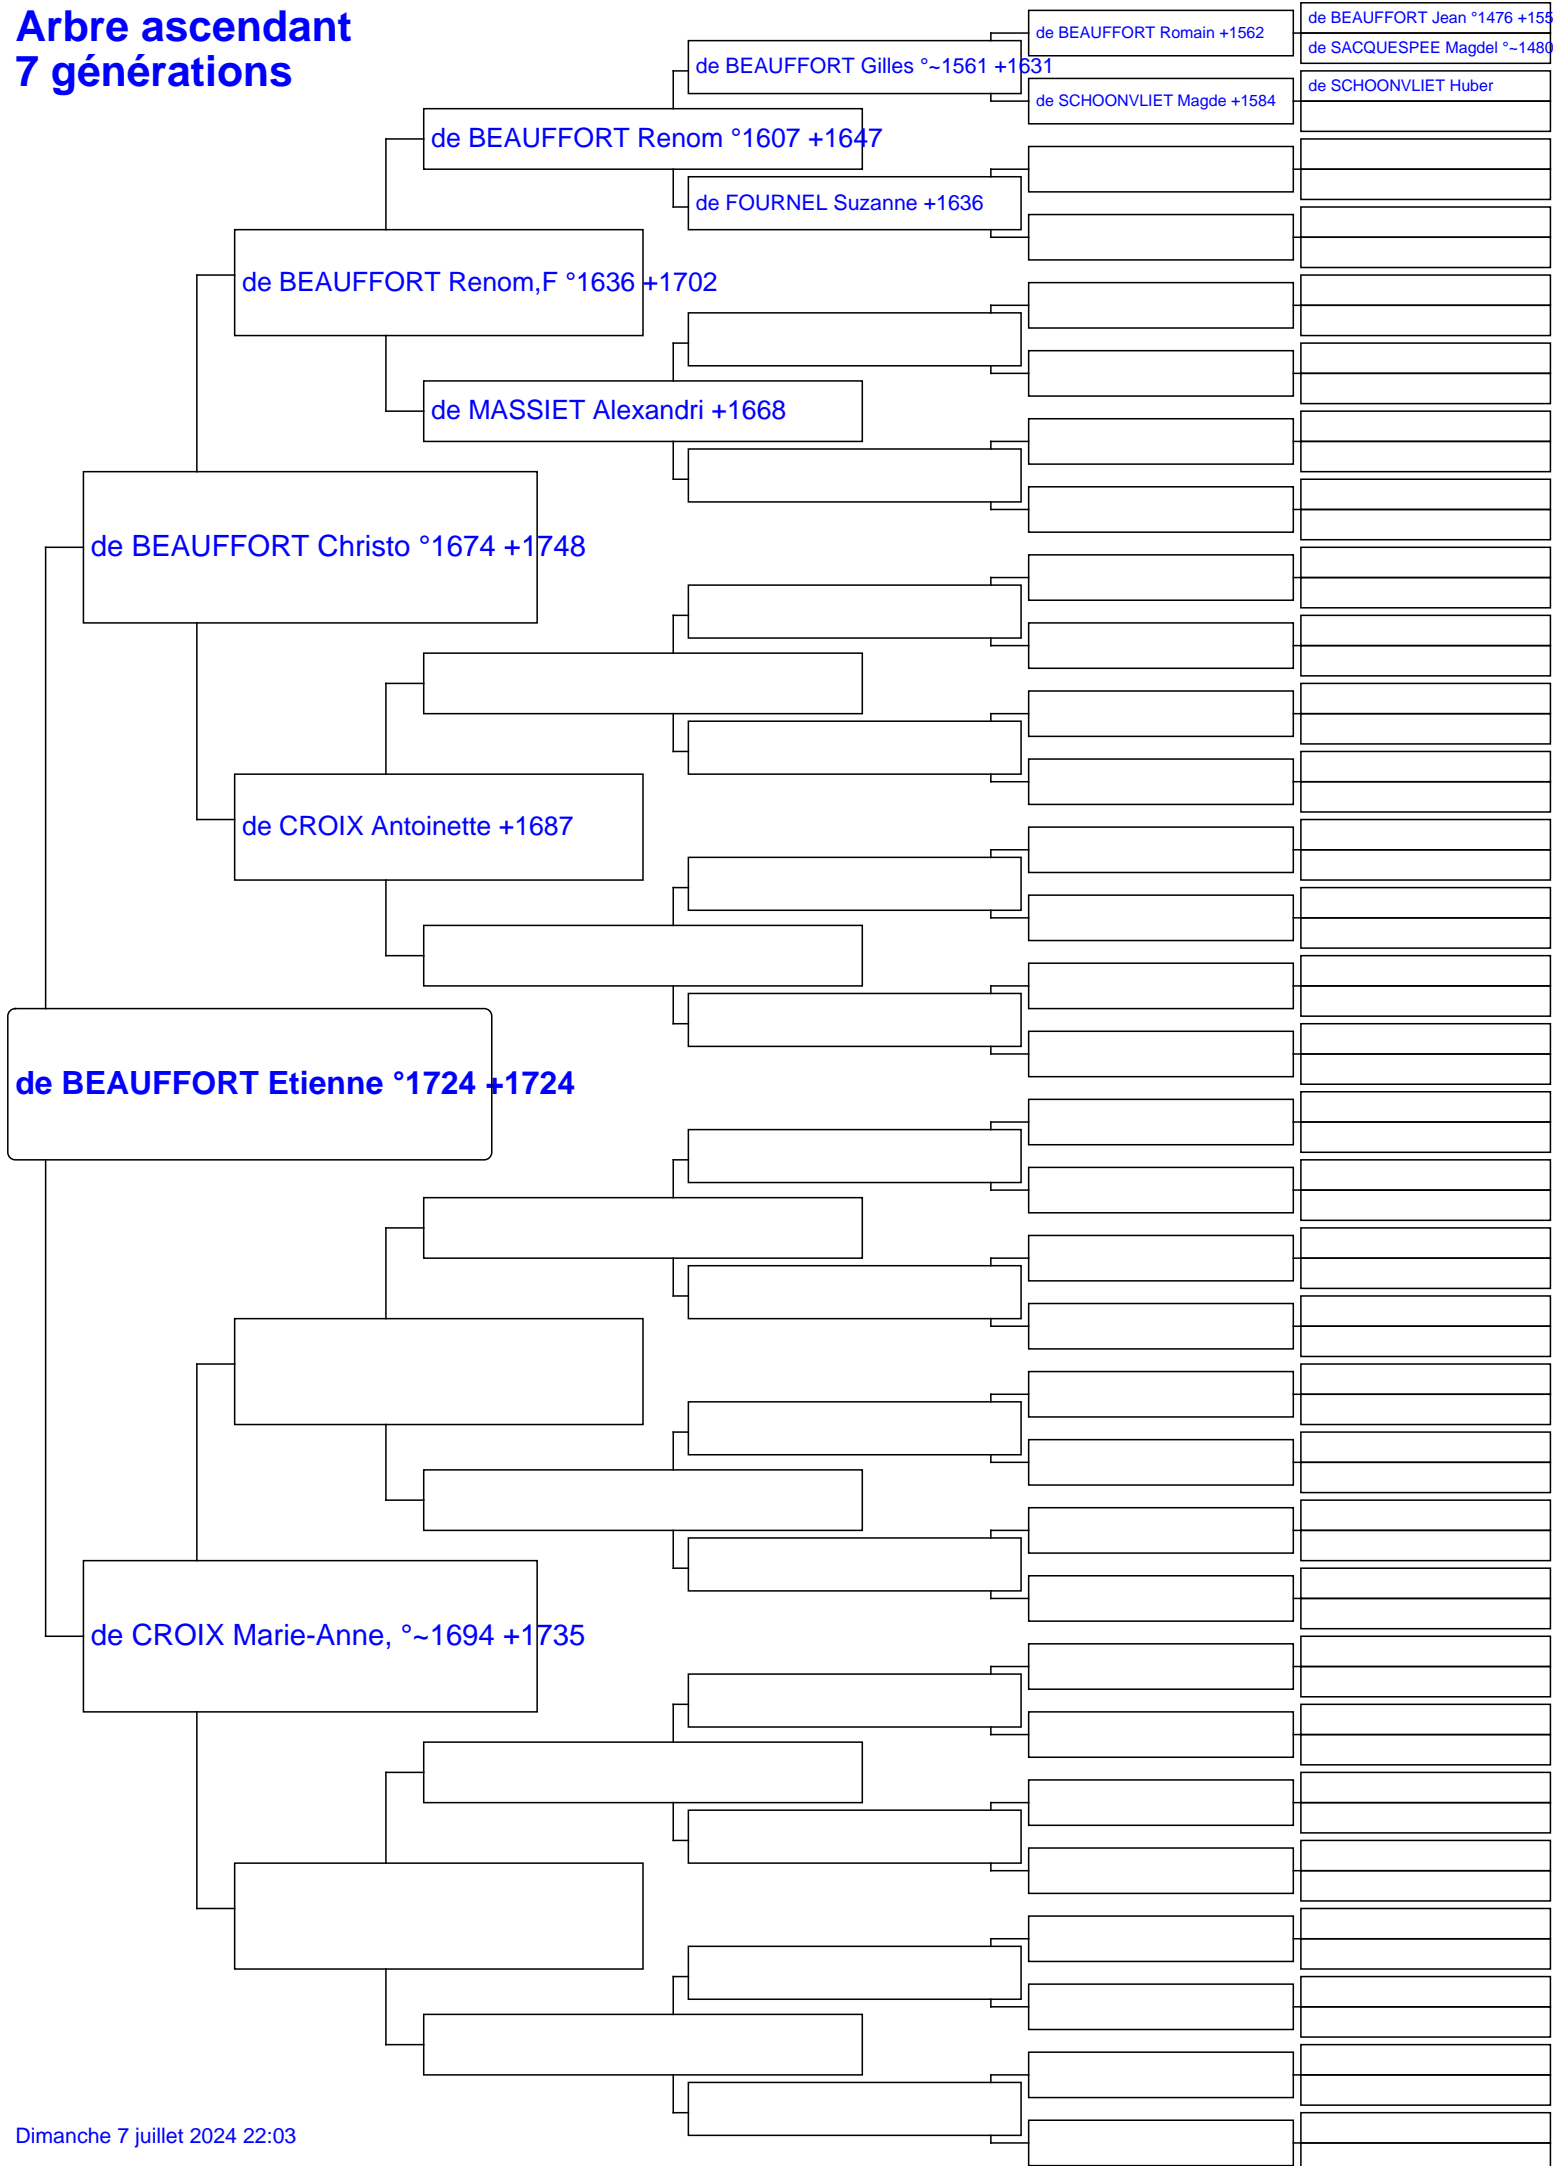 Arbre ascendant
7 générations
de BEAUFFORT Jean °1476 +155
de SACQUESPEE Magdel °~1480
de BEAUFFORT Romain +1562
de BEAUFFORT Gilles °~1561 +1631
de SCHOONVLIET Huber
de SCHOONVLIET Magde +1584
de BEAUFFORT Renom °1607 +1647
de FOURNEL Suzanne +1636
de BEAUFFORT Renom,F °1636 +1702
de MASSIET Alexandri +1668
de BEAUFFORT Christo °1674 +1748
de CROIX Antoinette +1687
de BEAUFFORT Etienne °1724 +1724
de CROIX Marie-Anne, °~1694 +1735
Dimanche 7 juillet 2024 22:03